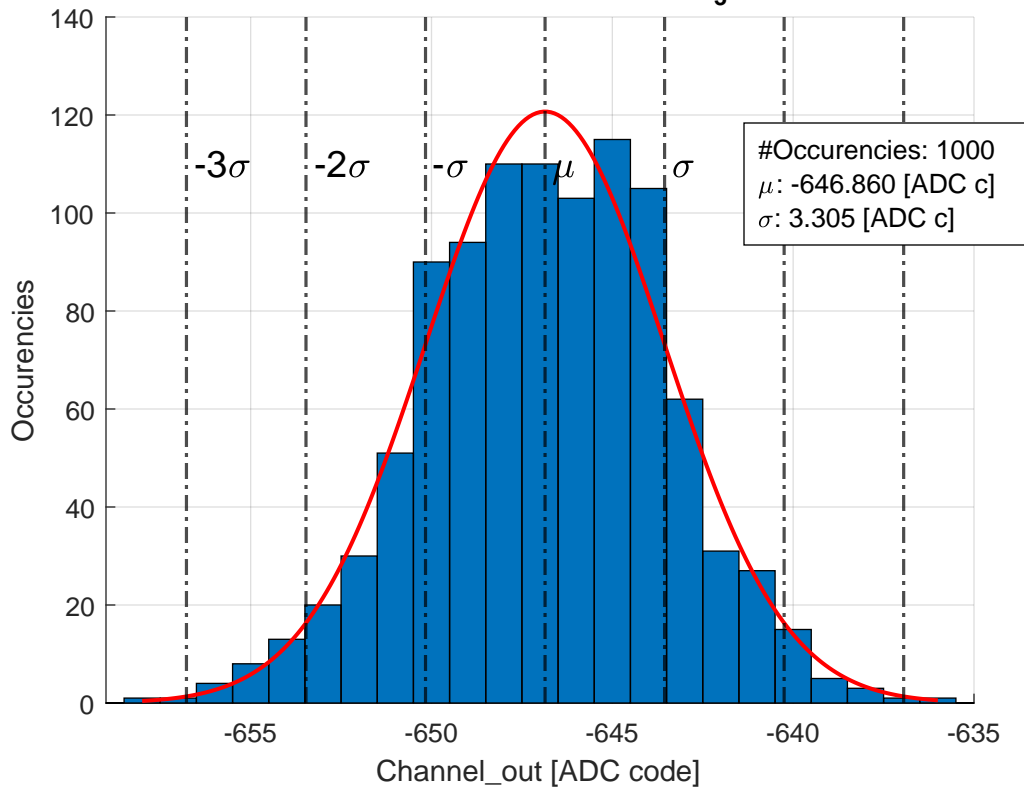 140
120
100
80
60
40
20
0
Occurencies
-3σ
-2σ
-σ
μ
σ
#Occurencies: 1000
μ: -646.860 [ADC c]
σ: 3.305 [ADC c]
-655
-650
-645
-640
-635
Channel_out [ADC code]